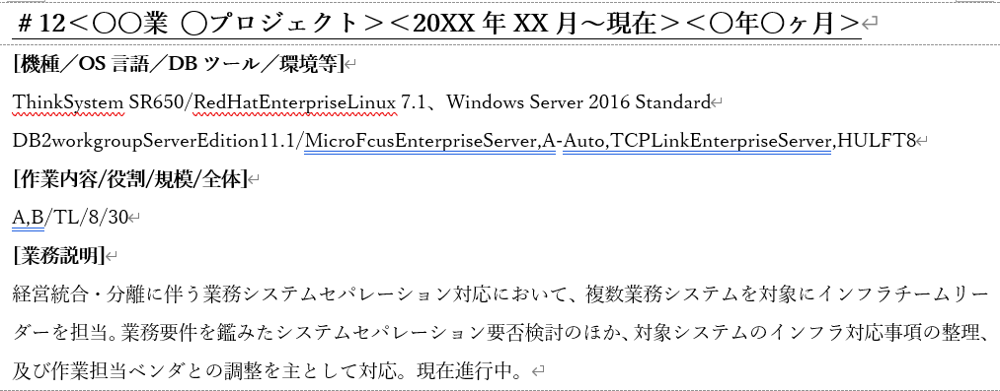 ＃12＜〇〇業 〇プロジェクト＞＜20XX 年 XX 月～現在＞＜〇年〇ヶ月＞
[機種／OS 言語／DB ツール／環境等]
ThinkSystem SR650/RedHatEnterpriseLinux 7.1、Windows Server 2016 Standard
DB2workgroupServerEdition11.1/MicroFcusEnterpriseServer,A-Auto,TCPLinkEnterpriseServer,HULFT8
[作業内容/役割/規模/全体]
A,B/TL/8/30
[業務説明]
経営統合・分離に伴う業務システムセパレーション対応において、複数業務システムを対象にインフラチームリー
ダーを担当。業務要件を鑑みたシステムセパレーション要否検討のほか、対象システムのインフラ対応事項の整理、
及び作業担当ベンダとの調整を主として対応。現在進行中。